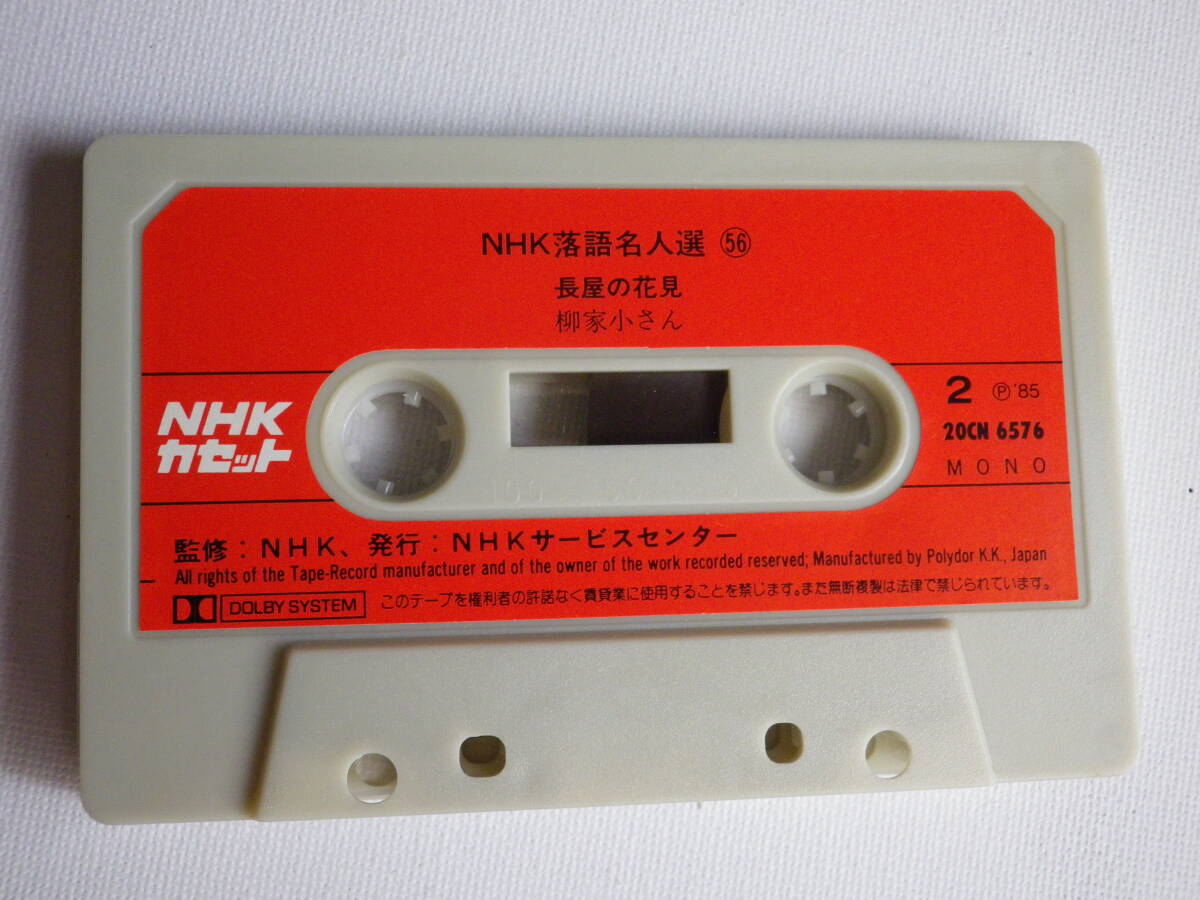 NHK落語名人選 56
長屋の花見
柳家小さん
NHK
カセット
2 Ⓟ'85
20CN 6576
MONO
100 50 0
監修：NHK、発行：NHKサービスセンター
All rights of the Tape-Record manufacturer and of the owner of the work recorded reserved; Manufactured by Polydor K.K., Japan
DOLBY SYSTEM このテープを権利者の許諾なく賃貸業に使用することを禁じます。また無断複製は法律で禁じられています。